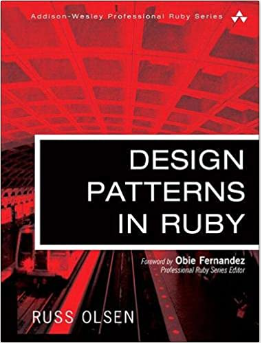 Addison-Wesley Professional Ruby Series
DESIGN
PATTERNS
IN RUBY
Foreword by Obie Fernandez
Professional Ruby Series Editor
RUSS OLSEN